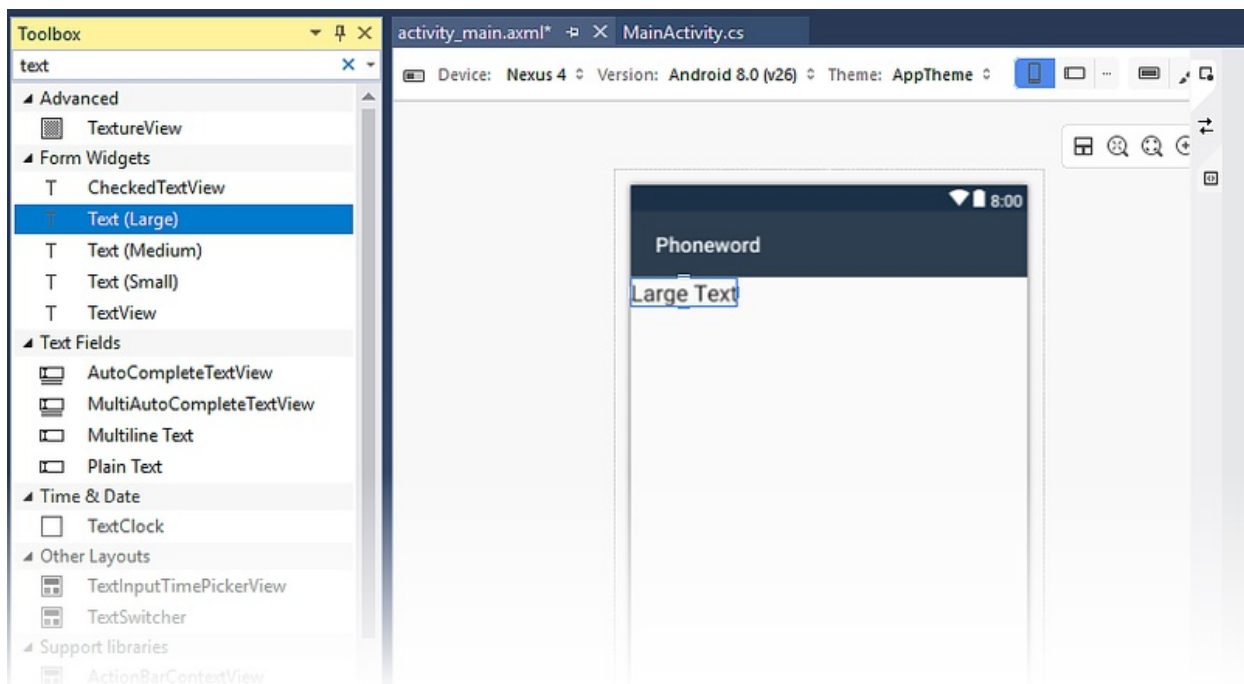 Toolbox
text
Advanced
TextureView
Form Widgets
CheckedTextView
Text (Large)
Text (Medium)
Text (Small)
TextView
Text Fields
AutoCompleteTextView
MultiAutoCompleteTextView
Multiline Text
Plain Text
Time & Date
TextClock
Other Layouts
TextInputTimePickerView
TextSwitcher
Support libraries
ActionBarContextView
activity_main.axml* MainActivity.cs
Device: Nexus 4 Version: Android 8.0 (v26) Theme: AppTheme
8:00
Phoneword
Large Text